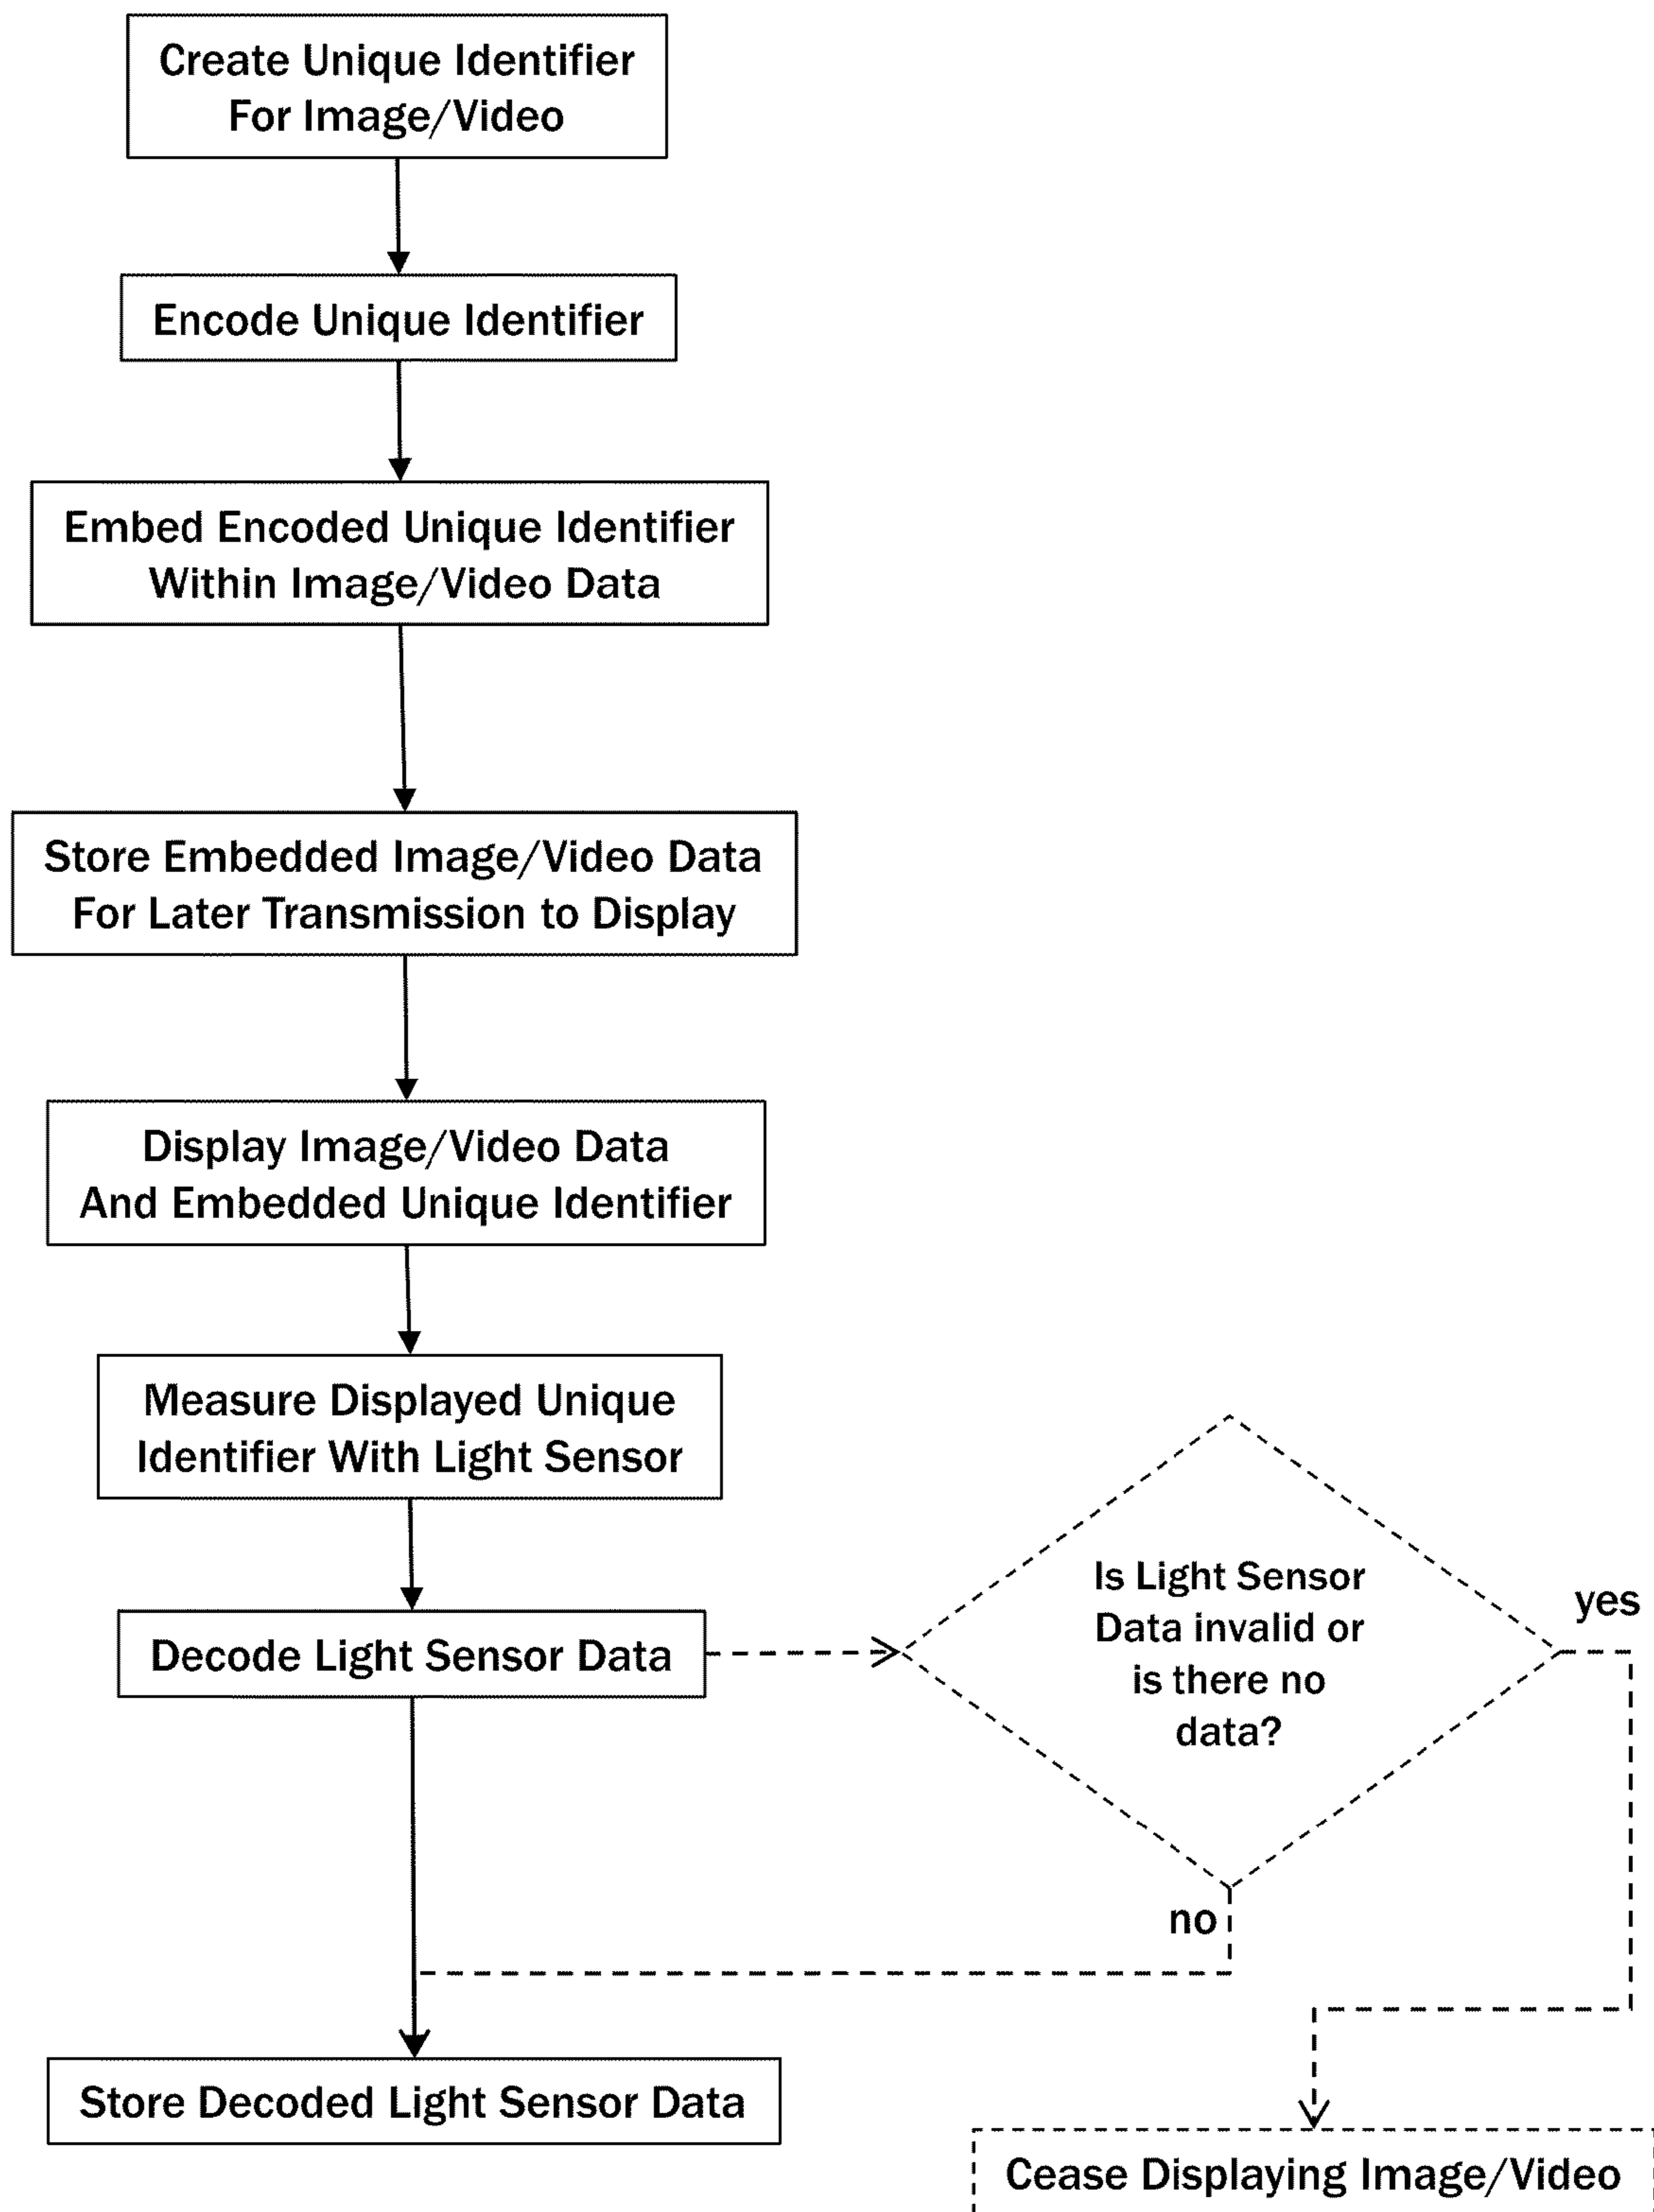 Create Unique Identifier
For Image/Video
Encode Unique Identifier
Embed Encoded Unique Identifier
Within Image/Video Data
Store Embedded Image/Video Data
For Later Transmission to Display
Display Image/Video Data
And Embedded Unique Identifier
Measure Displayed Unique
Identifier With Light Sensor
Decode Light Sensor Data
Is Light Sensor
Data invalid or
is there no
data?
yes
no
Store Decoded Light Sensor Data
Cease Displaying Image/Video